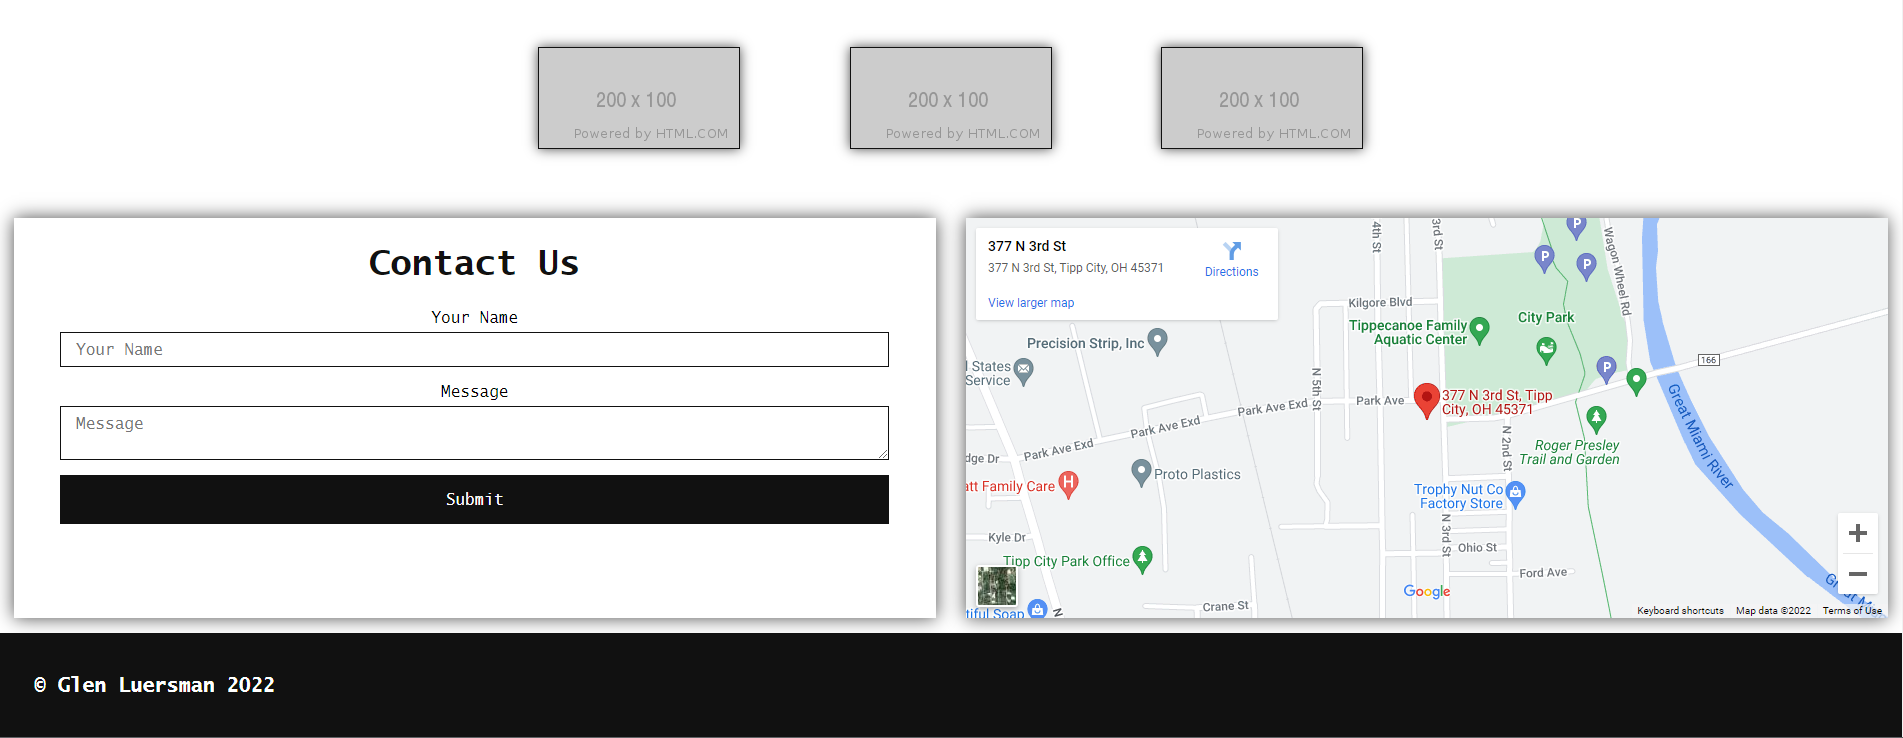 200 x 100
Powered by HTML.COM
200 x 100
Powered by HTML.COM
200 x 100
Powered by HTML.COM
Contact Us
Your Name
Your Name
Message
Message
Submit
377 N 3rd St
377 N 3rd St, Tipp City, OH 45371
Directions
View larger map
4th St
3rd St
Wagon Wheel Rd
P
P
P
Kilgore Blvd
City Park
Tippecanoe Family
Aquatic Center
Precision Strip, Inc
l States
Service
166
P
N 5th St
Park Ave
377 N 3rd St, Tipp
City, OH 45371
Park Ave Exd
Park Ave Exd
Park Ave Exd
Great Miami River
N 2nd St
Roger Presley
Trail and Garden
dge Dr
Proto Plastics
att Family Care
H
Trophy Nut Co
Factory Store
N 3rd St
Kyle Dr
Ohio St
Tipp City Park Office
Ford Ave
Google
Crane St
tiful Soap
N
+
−
Keyboard shortcuts
Map data ©2022
Terms of Use
© Glen Luersman 2022